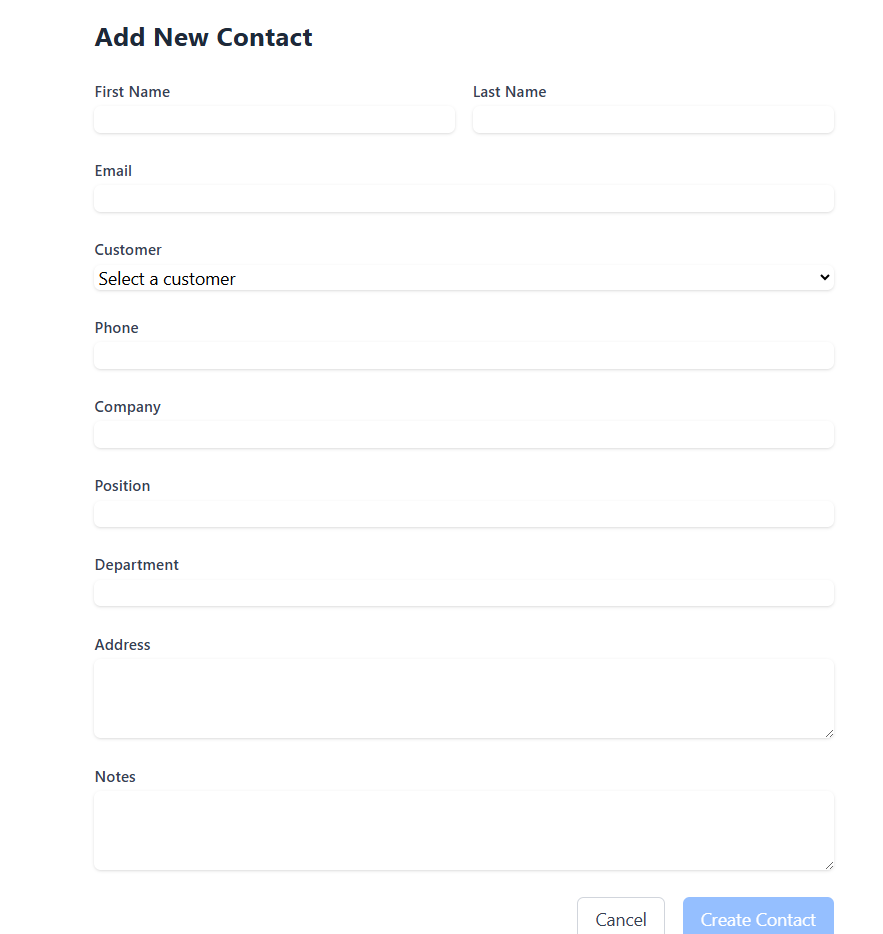 Add New Contact
First Name Last Name
Email
Customer
Select a customer
Phone
Company
Position
Department
Address
Notes
Cancel Create Contact